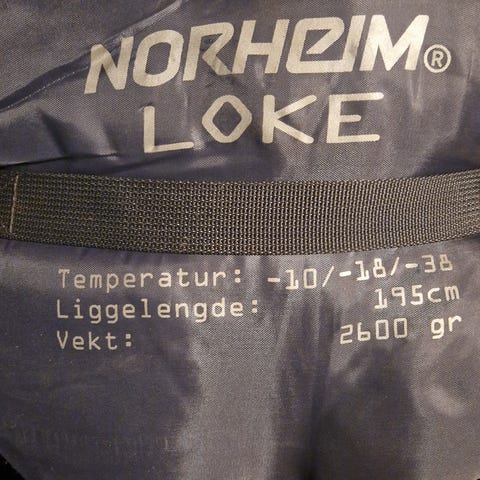 NORHEIM®
LOKE
Temperatur: -10/-18/-38
Liggelengde: 195cm
Vekt: 2600 gr